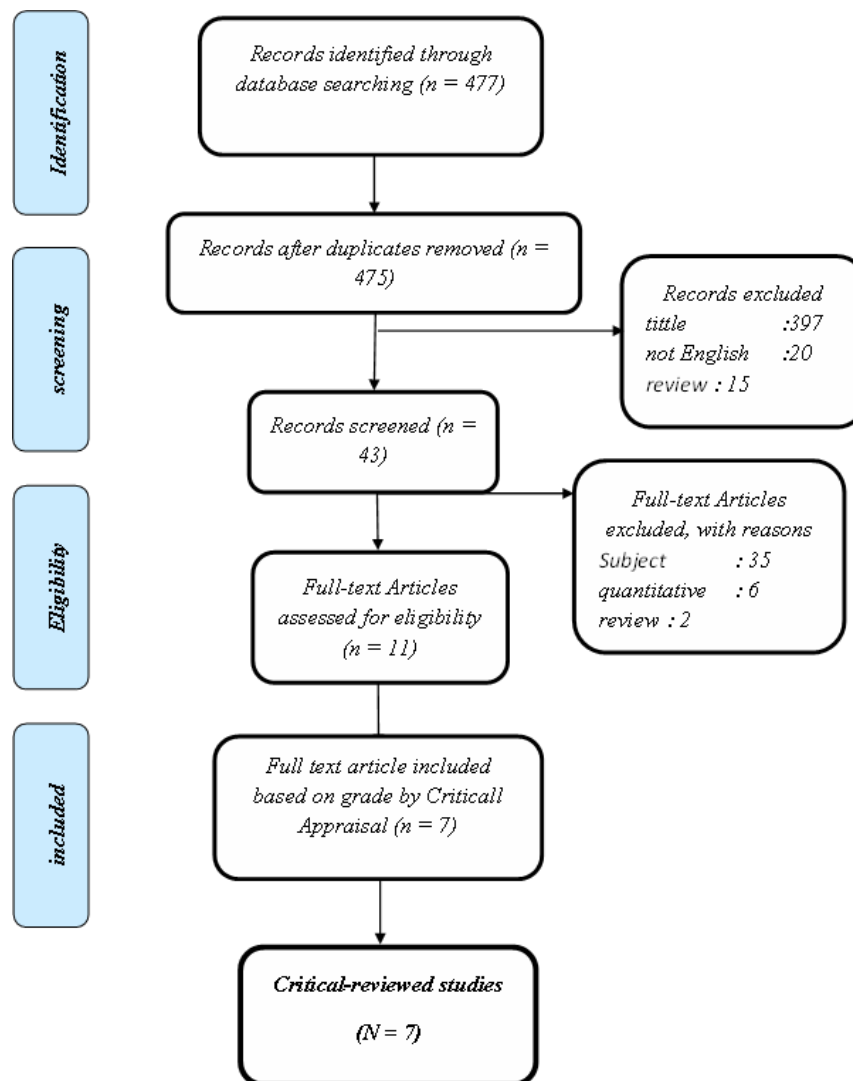 Identification
Records identified through
database searching (n = 477)
Records after duplicates removed (n =
475)
screening
Records excluded
tittle :397
not English :20
review : 15
Records screened (n =
43)
Eligibility
Full-text Articles
excluded, with reasons
Subject : 35
quantitative : 6
review : 2
Full-text Articles
assessed for eligibility
(n = 11)
included
Full text article included
based on grade by Criticall
Appraisal (n = 7)
Critical-reviewed studies
(N = 7)